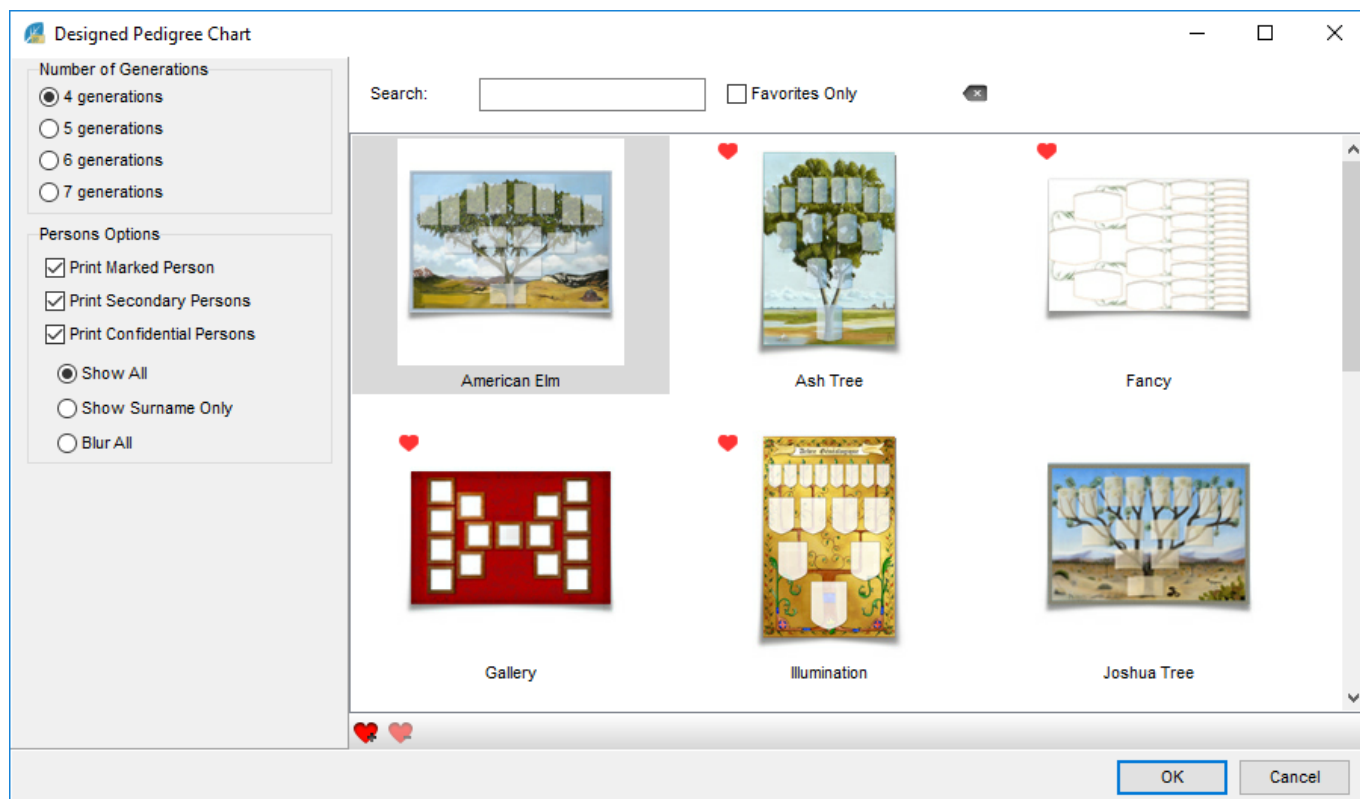 Designed Pedigree Chart
Number of Generations
4 generations
5 generations
6 generations
7 generations
Persons Options
Print Marked Person
Print Secondary Persons
Print Confidential Persons
Show All
Show Surname Only
Blur All
Search:
Favorites Only
American Elm
Ash Tree
Fancy
Arbre Généalogique
Gallery
Illumination
Joshua Tree
OK
Cancel